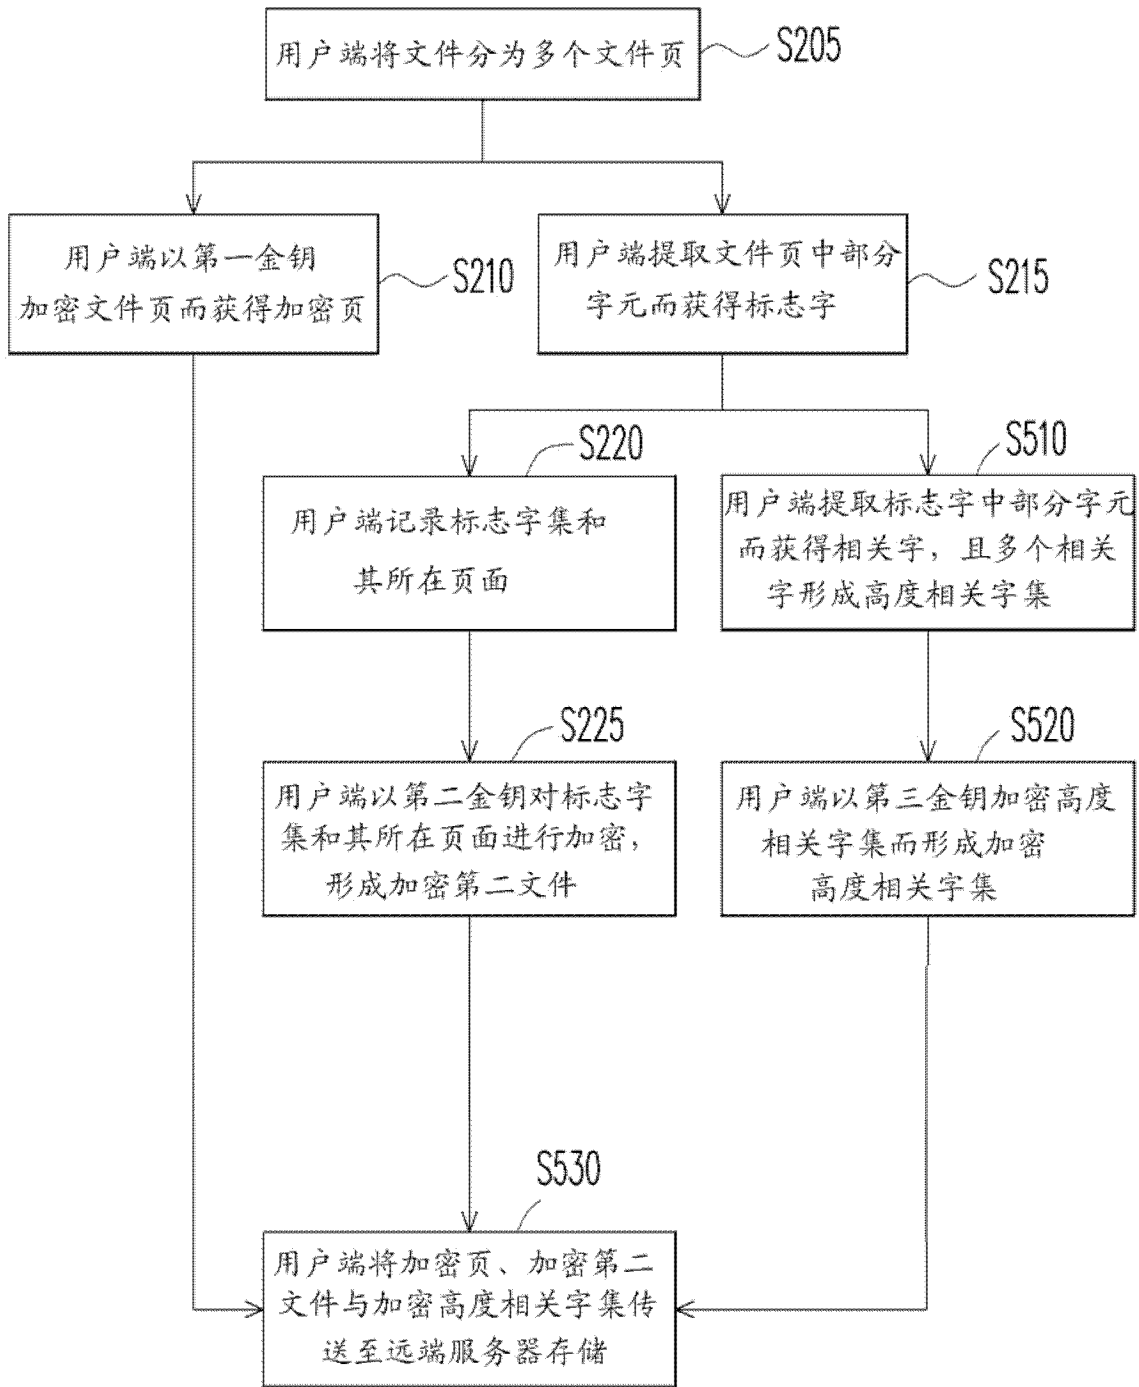 用户端将文件分为多个文件页
S205
用户端以第一金钥
加密文件页而获得加密页
S210
用户端提取文件页中部分
字元而获得标志字
S215
S220
用户端记录标志字集和
其所在页面
S510
用户端提取标志字中部分字元
而获得相关字，且多个相关
字形成高度相关字集
S225
用户端以第二金钥对标志字
集和其所在页面进行加密，
形成加密第二文件
S520
用户端以第三金钥加密高度
相关字集而形成加密
高度相关字集
S530
用户端将加密页、加密第二
文件与加密高度相关字集传
送至远端服务器存储